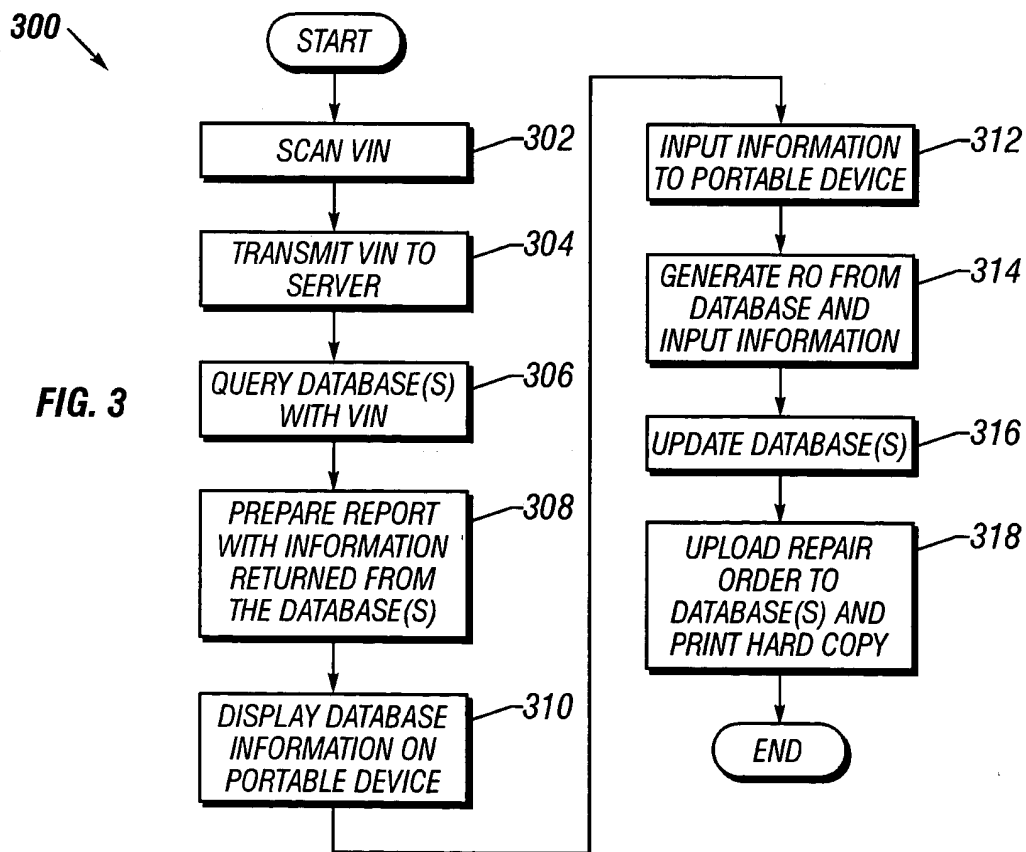 300
START
SCAN VIN
302
TRANSMIT VIN TO
SERVER
304
QUERY DATABASE(S)
WITH VIN
306
FIG. 3
PREPARE REPORT
WITH INFORMATION
RETURNED FROM
THE DATABASE(S)
308
DISPLAY DATABASE
INFORMATION ON
PORTABLE DEVICE
310
INPUT INFORMATION
TO PORTABLE DEVICE
312
GENERATE RO FROM
DATABASE AND
INPUT INFORMATION
314
UPDATE DATABASE(S)
316
UPLOAD REPAIR
ORDER TO
DATABASE(S) AND
PRINT HARD COPY
318
END